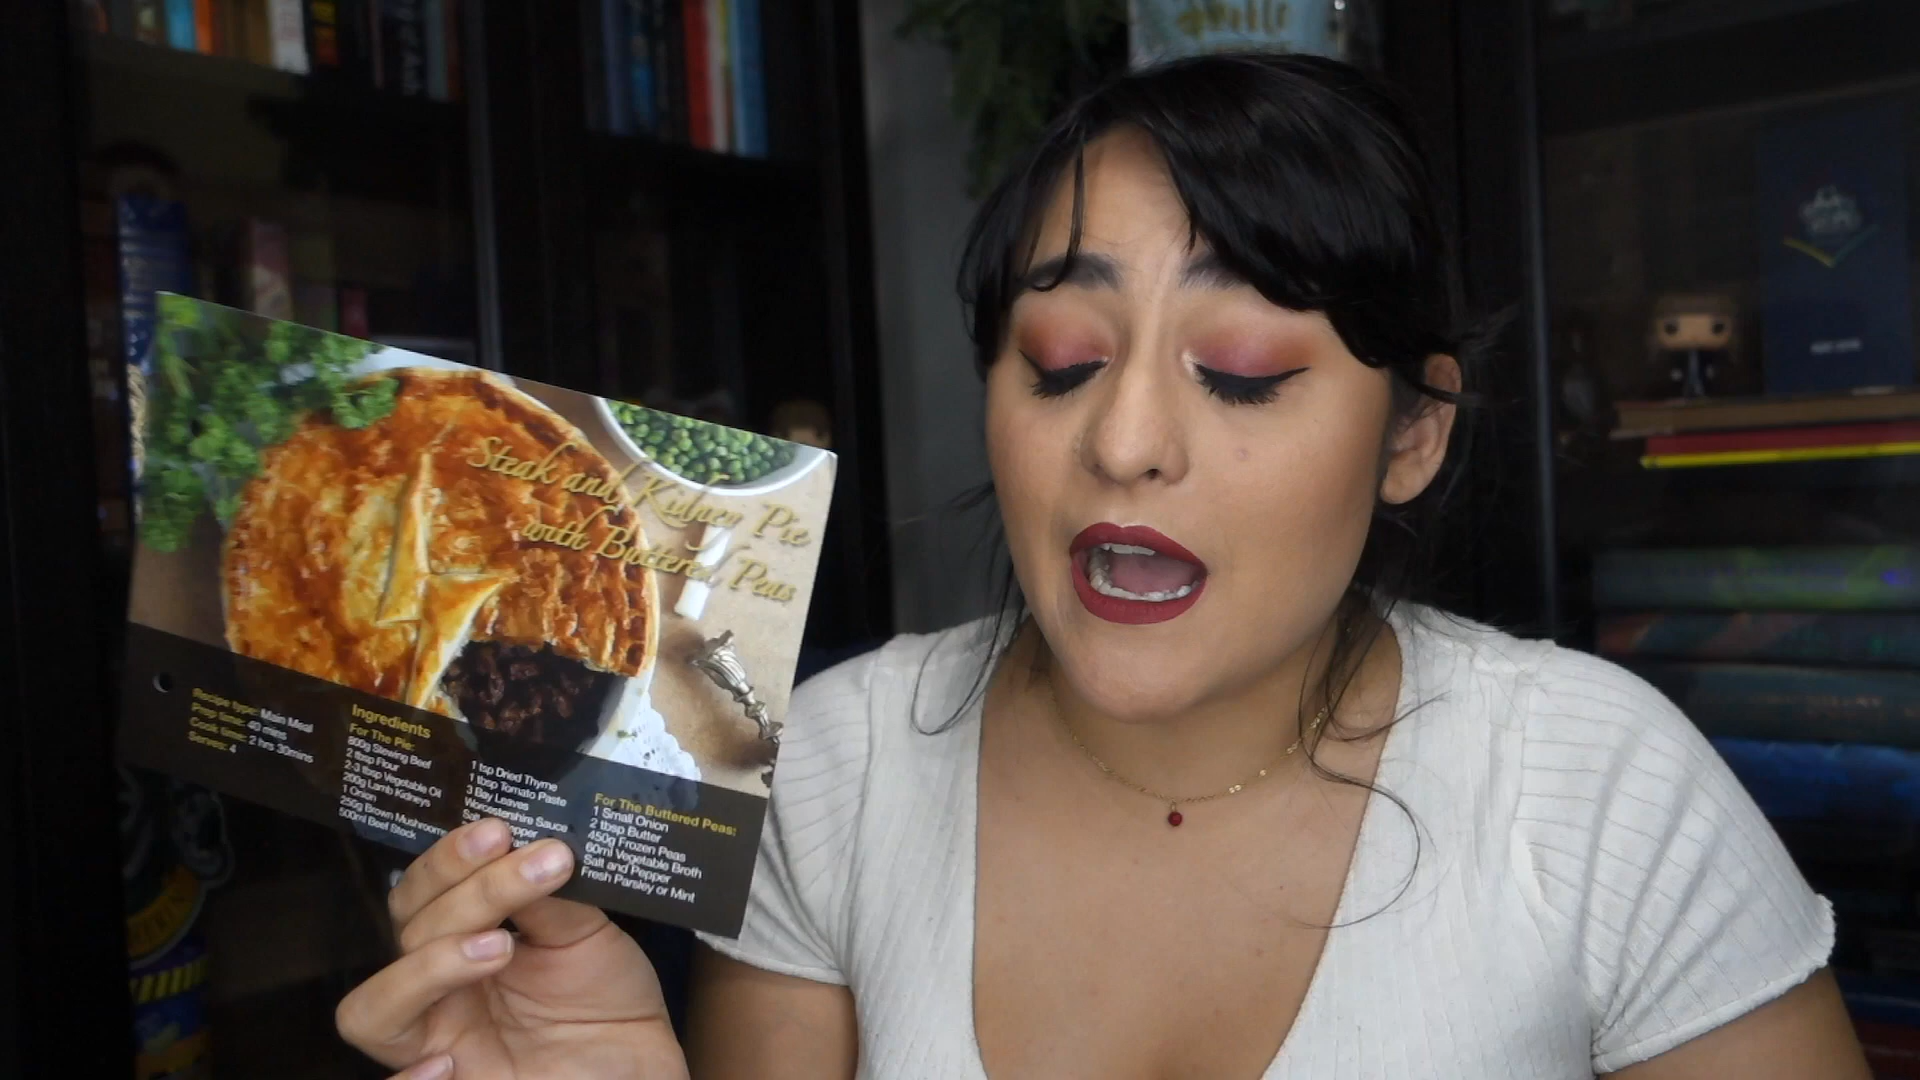 Steak and Kidney Pie
with Buttered Peas
Recipe type: Main Meal
Prep time: 40 mins
Cook time: 2 hrs 30mins
Serves: 4
Ingredients
For The Pie:
800g Stewing Beef
2 tbsp Flour
2-3 tbsp Vegetable Oil
200g Lamb Kidneys
1 Onion
250g Brown Mushrooms
500ml Beef Stock
1 tsp Dried Thyme
1 tbsp Tomato Paste
3 Bay Leaves
Worcestershire Sauce
For The Buttered Peas:
1 Small Onion
2 tbsp Butter
450g Frozen Peas
60ml Vegetable Broth
Salt and Pepper
Fresh Parsley or Mint